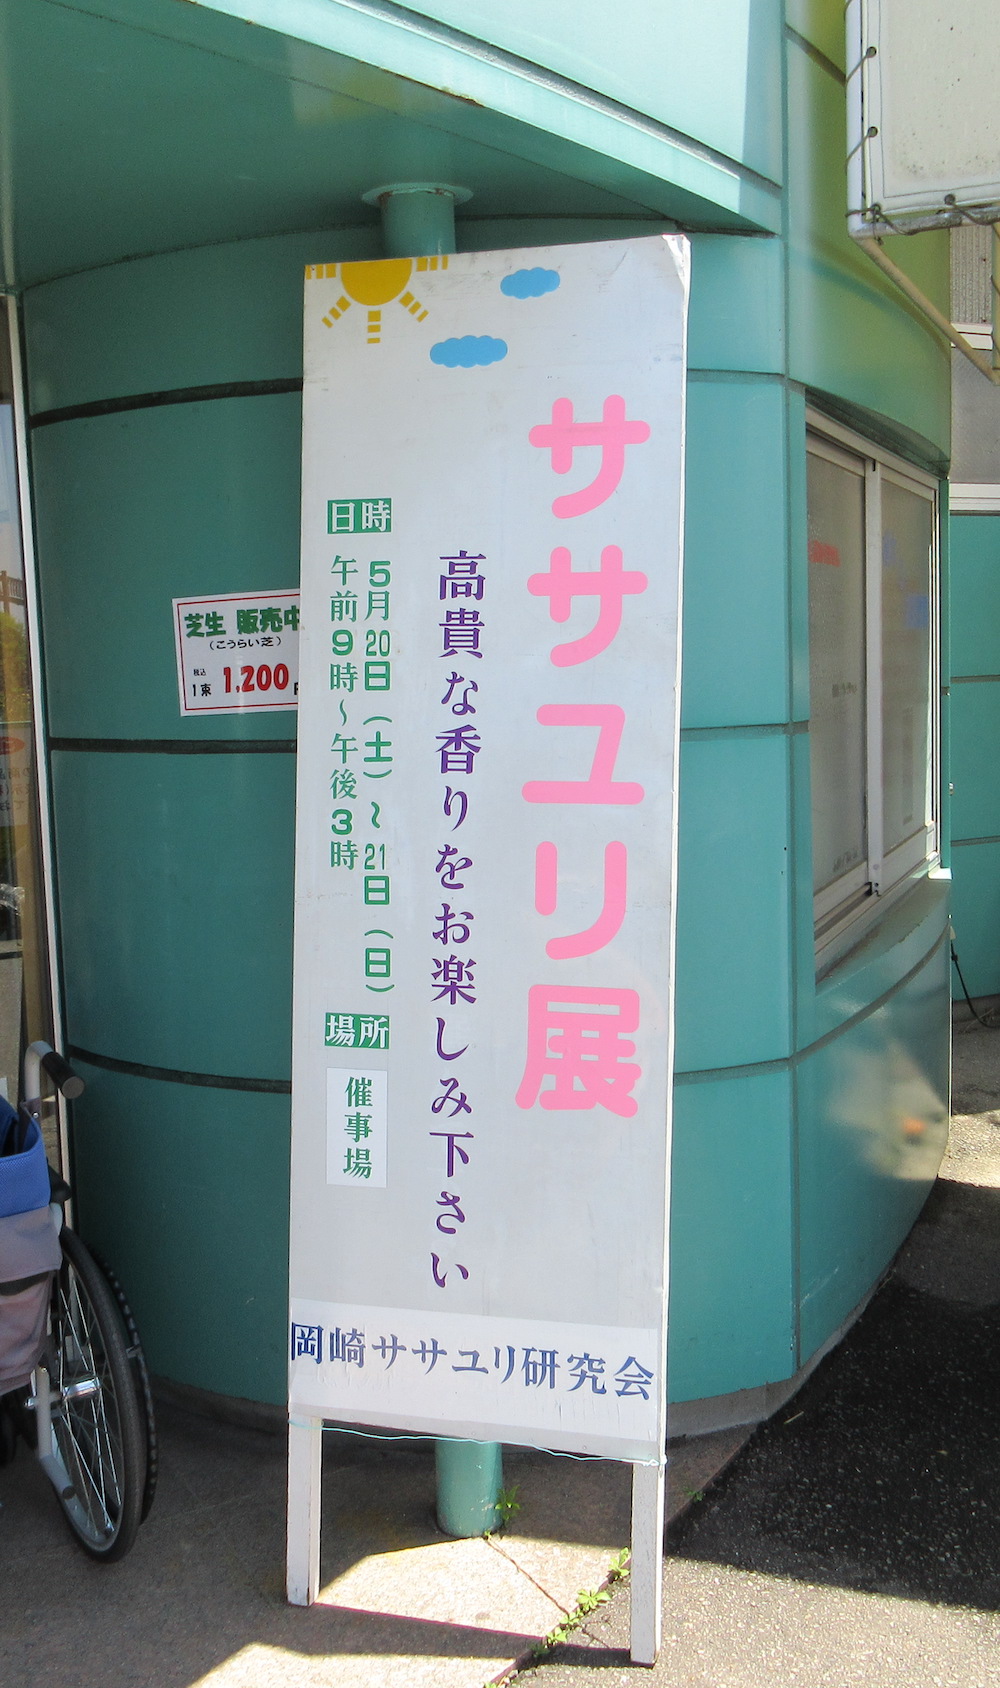 ササユリ展
高貴な香りをお楽しみ下さい
日時
5月20日（土）～21日（日）
午前9時～午後3時
場所
催事場
岡崎ササユリ研究会
芝生 販売中
（こうらい芝）
税込
1束 1,200